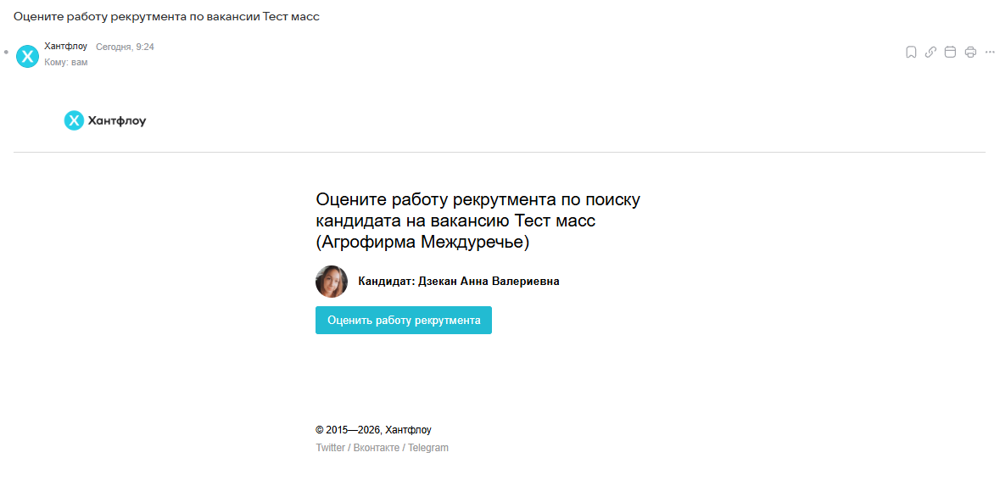 Оцените работу рекрутмента по вакансии Тест масс
Хантфлоу Сегодня, 9:24
Кому: вам
Хантфлоу
Оцените работу рекрутмента по поиску
кандидата на вакансию Тест масс
(Агрофирма Междуречье)
Кандидат: Дзекан Анна Валериевна
Оценить работу рекрутмента
© 2015—2026, Хантфлоу
Twitter / Вконтакте / Telegram